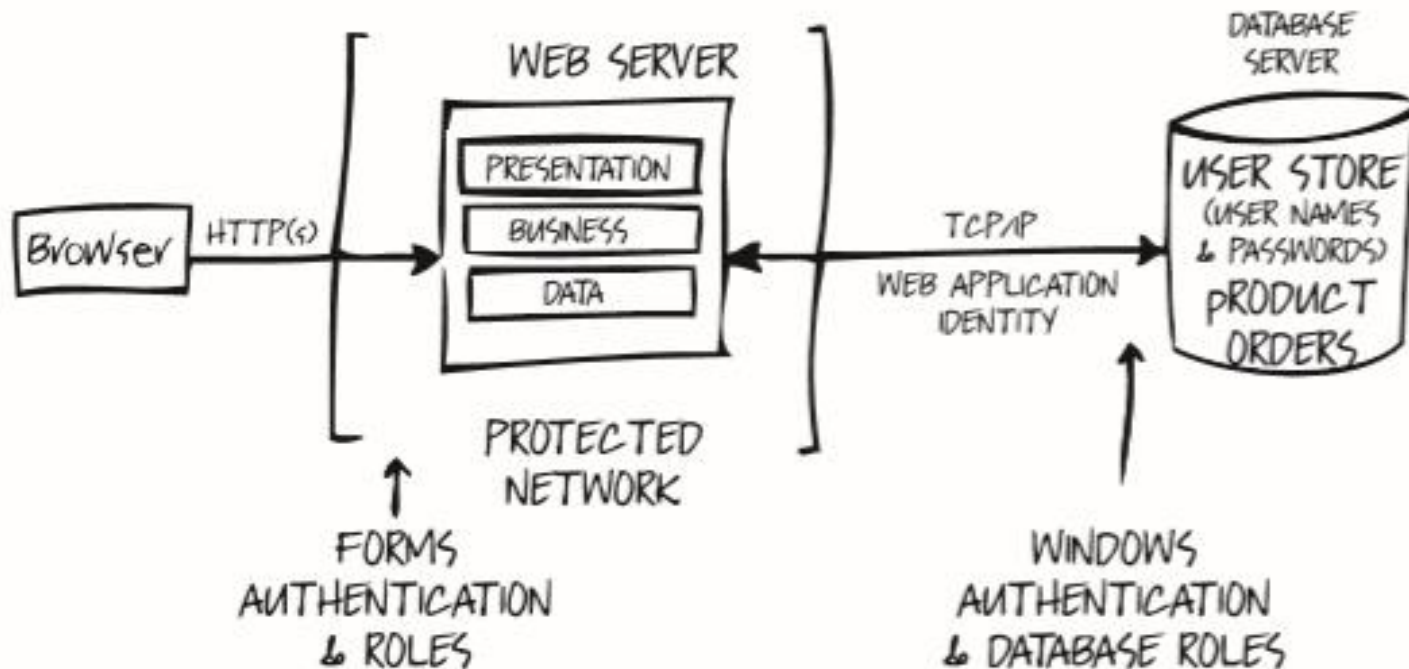 DATABASE
SERVER
WEB SERVER
PRESENTATION
BUSINESS
DATA
Browser
HTTP(s)
TCP/IP
WEB APPLICATION
IDENTITY
USER STORE
(USER NAMES
& PASSWORDS)
pRODUCT
ORDERS
PROTECTED
NETWORK
FORMS
AUTHENTICATION
& ROLES
WINDOWS
AUTHENTICATION
& DATABASE ROLES